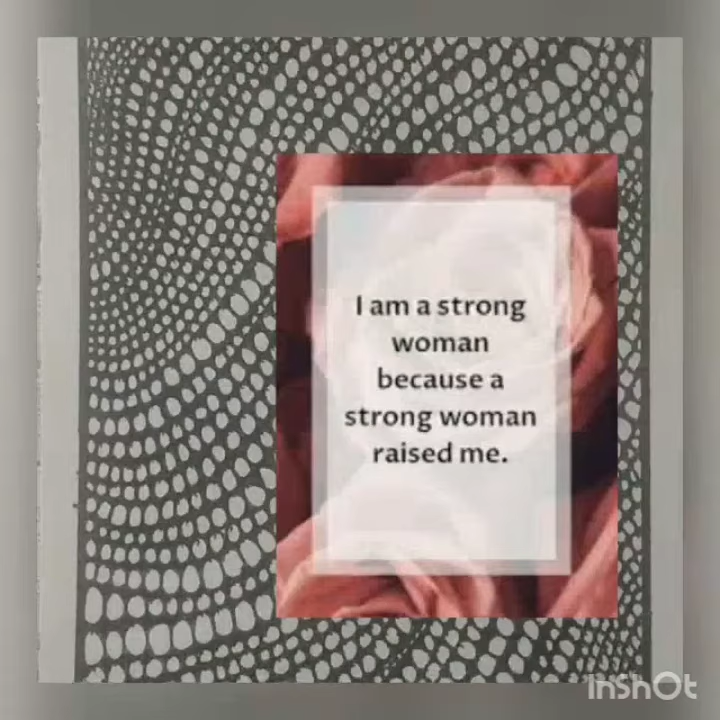 I am a strong
woman
because a
strong woman
raised me.
InShOt